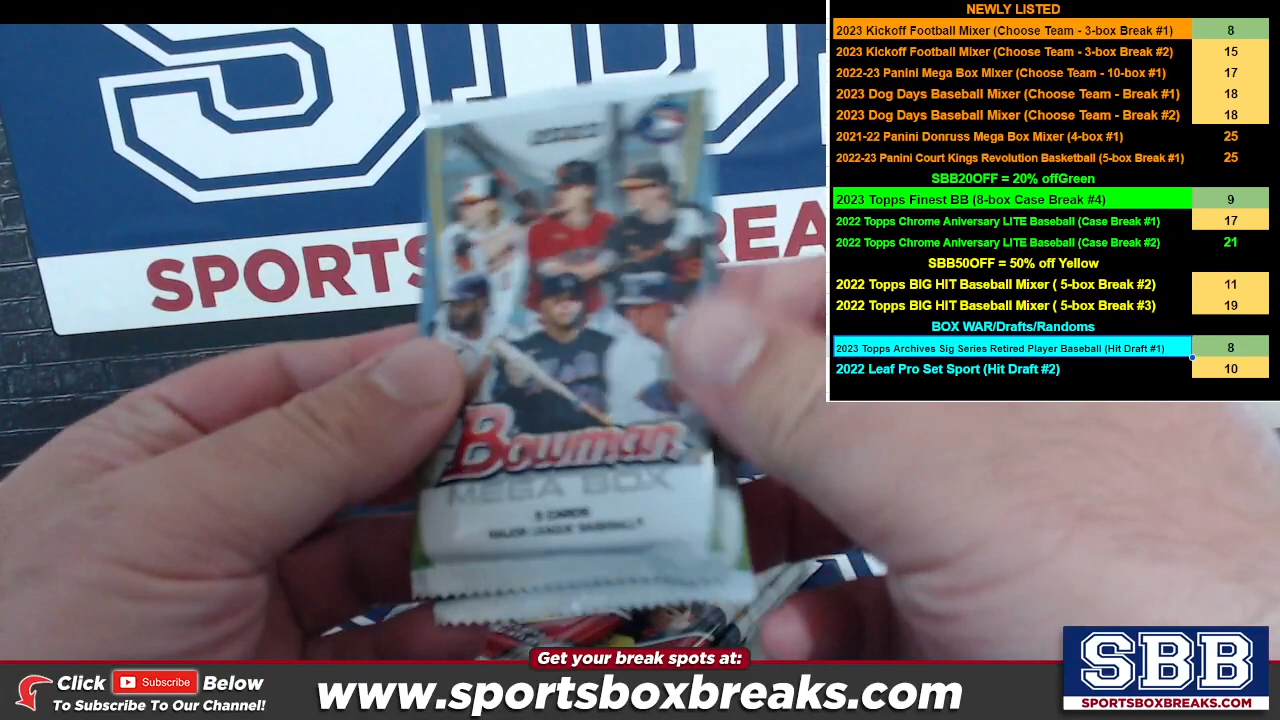 NEWLY LISTED
2023 Kickoff Football Mixer (Choose Team - 3-box Break #1) 8
2023 Kickoff Football Mixer (Choose Team - 3-box Break #2) 15
2022-23 Panini Mega Box Mixer (Choose Team - 10-box #1) 17
2023 Dog Days Baseball Mixer (Choose Team - Break #1) 18
2023 Dog Days Baseball Mixer (Choose Team - Break #2) 18
2021-22 Panini Donruss Mega Box Mixer (4-box #1) 25
2022-23 Panini Court Kings Revolution Basketball (5-box Break #1) 25
SBB20OFF = 20% offGreen
2023 Topps Finest BB (8-box Case Break #4) 9
2022 Topps Chrome Aniversary LITE Baseball (Case Break #1) 17
2022 Topps Chrome Aniversary LITE Baseball (Case Break #2) 21
SBB50OFF = 50% off Yellow
2022 Topps BIG HIT Baseball Mixer ( 5-box Break #2) 11
2022 Topps BIG HIT Baseball Mixer ( 5-box Break #3) 19
BOX WAR/Drafts/Randoms
2023 Topps Archives Sig Series Retired Player Baseball (Hit Draft #1) 8
2022 Leaf Pro Set Sport (Hit Draft #2) 10
SPORTS
REA
Bowman
MEGA BOX
5 CARDS
MAJOR LEAGUE BASEBALL
Get your break spots at:
Click Subscribe Below
To Subscribe To Our Channel!
www.sportsboxbreaks.com
SBB
SPORTSBOXBREAKS.COM